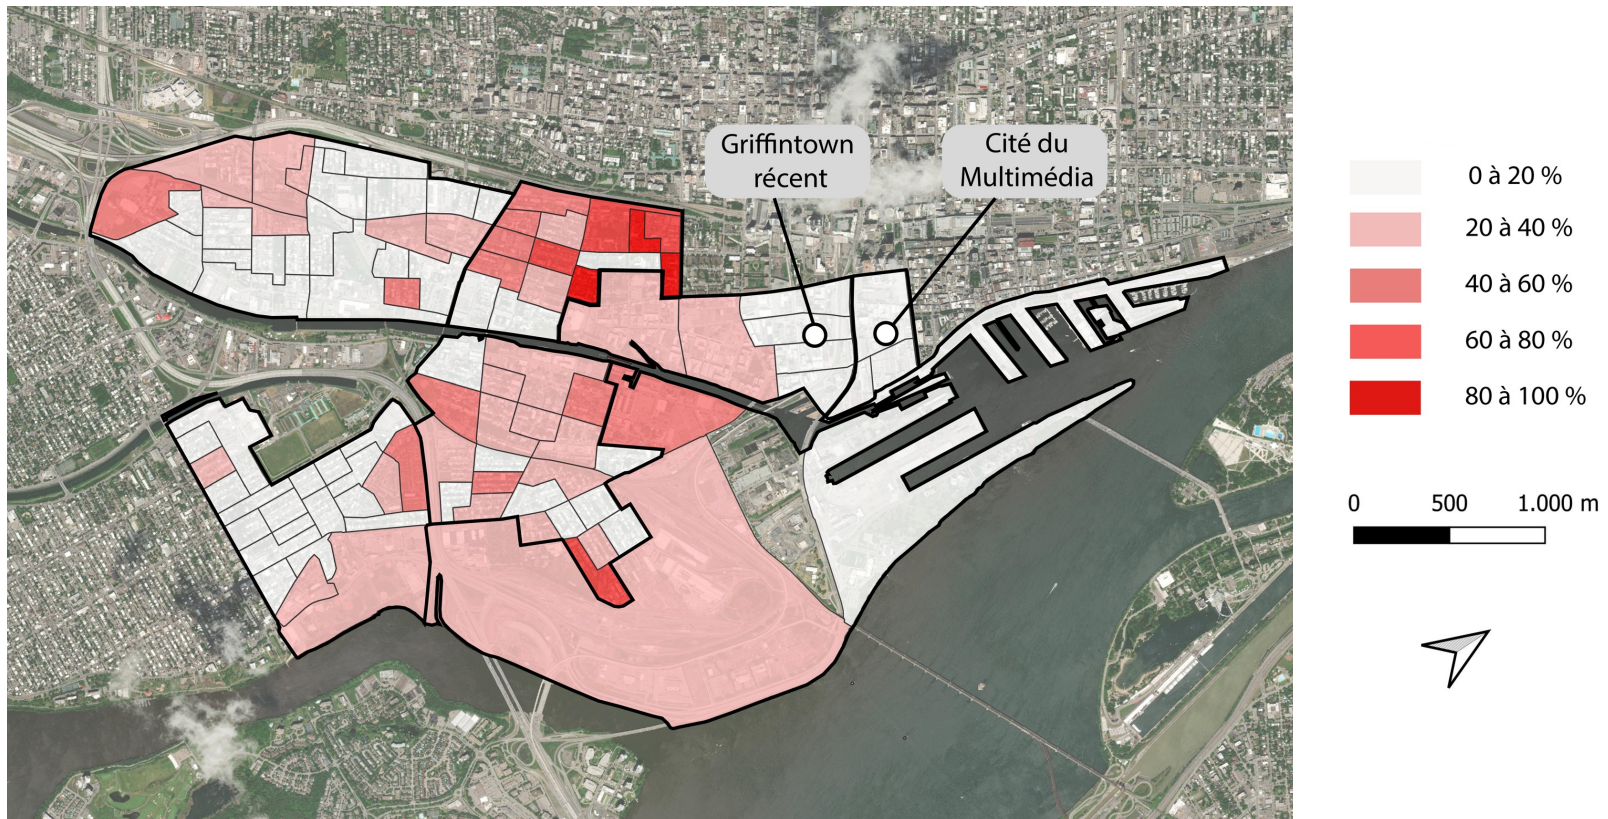 Griffintown
récent
Cité du
Multimédia
0 à 20 %
20 à 40 %
40 à 60 %
60 à 80 %
80 à 100 %
0 500 1.000 m